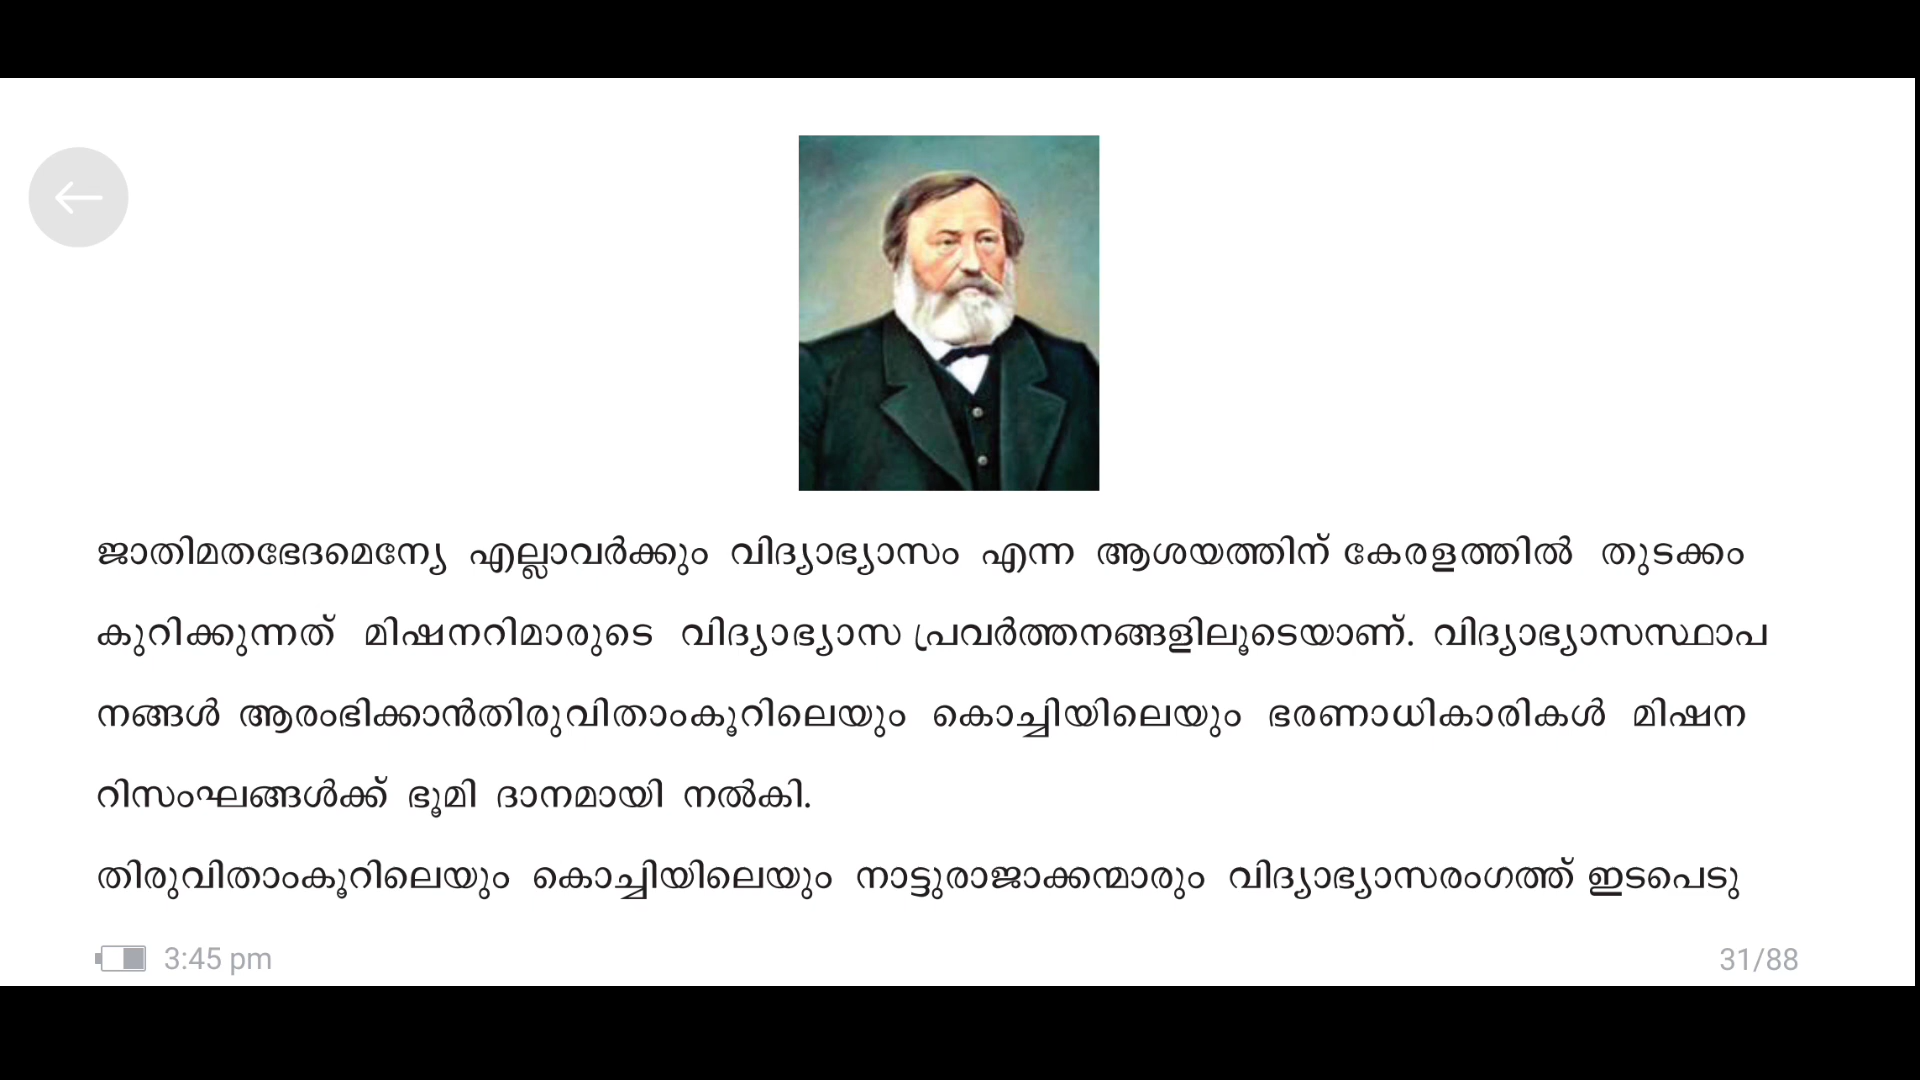 ജാതിമതഭേദമെന്യേ എല്ലാവർക്കും വിദ്യാഭ്യാസം എന്ന ആശയത്തിന് കേരളത്തിൽ തുടക്കം
കുറിക്കുന്നത് മിഷനറിമാരുടെ വിദ്യാഭ്യാസ പ്രവർത്തനങ്ങളിലൂടെയാണ്. വിദ്യാഭ്യാസസ്ഥാപ
നങ്ങൾ ആരംഭിക്കാൻതിരുവിതാംകൂറിലെയും കൊച്ചിയിലെയും ഭരണാധികാരികൾ മിഷന
റിസംഘങ്ങൾക്ക് ഭൂമി ദാനമായി നൽകി.
തിരുവിതാംകൂറിലെയും കൊച്ചിയിലെയും നാട്ടുരാജാക്കന്മാരും വിദ്യാഭ്യാസരംഗത്ത് ഇടപെടു
3:45 pm
31/88